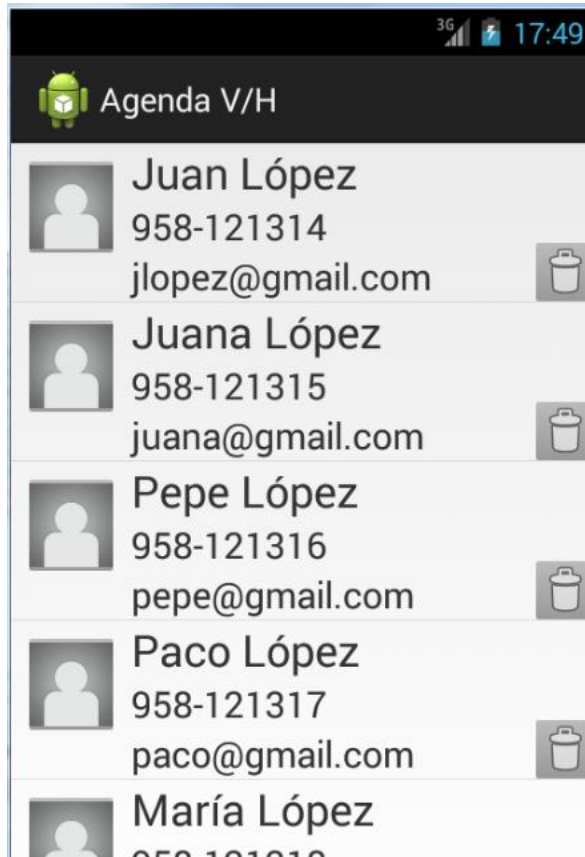 3G 17:49
Agenda V/H
Juan López
958-121314
jlopez@gmail.com
Juana López
958-121315
juana@gmail.com
Pepe López
958-121316
pepe@gmail.com
Paco López
958-121317
paco@gmail.com
María López